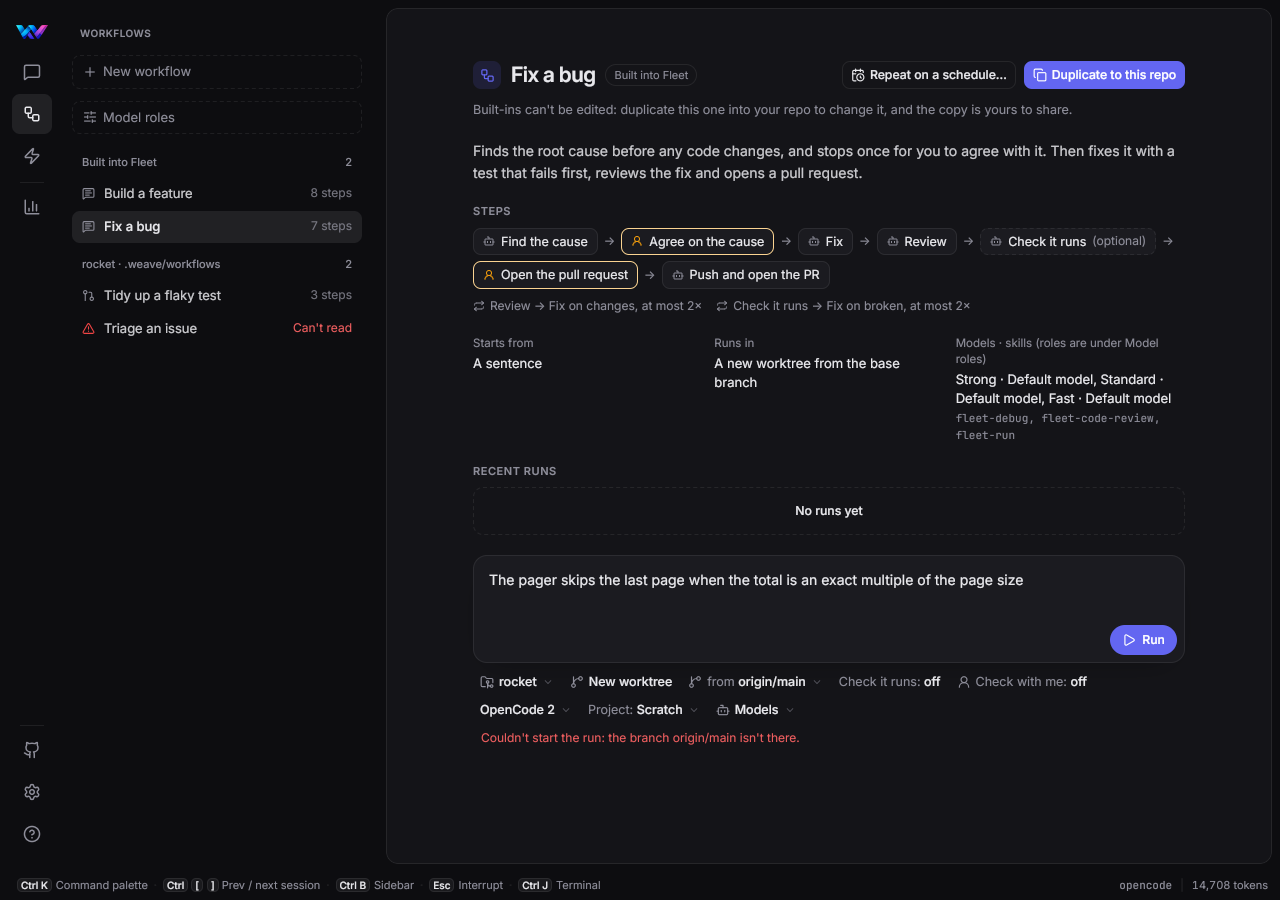 WORKFLOWS
New workflow
Model roles
Built into Fleet 2
Build a feature 8 steps
Fix a bug 7 steps
rocket · .weave/workflows 2
Tidy up a flaky test 3 steps
Triage an issue Can't read
Fix a bug Built into Fleet Repeat on a schedule... Duplicate to this repo
Built-ins can't be edited: duplicate this one into your repo to change it, and the copy is yours to share.
Finds the root cause before any code changes, and stops once for you to agree with it. Then fixes it with a
test that fails first, reviews the fix and opens a pull request.
STEPS
Find the cause → Agree on the cause → Fix → Review → Check it runs (optional) →
Open the pull request → Push and open the PR
Review → Fix on changes, at most 2× Check it runs → Fix on broken, at most 2×
Starts from
A sentence
Runs in
A new worktree from the base
branch
Models · skills (roles are under Model
roles)
Strong · Default model, Standard ·
Default model, Fast · Default model
fleet-debug, fleet-code-review,
fleet-run
RECENT RUNS
No runs yet
The pager skips the last page when the total is an exact multiple of the page size
Run
rocket New worktree from origin/main Check it runs: off Check with me: off
OpenCode 2 Project: Scratch Models
Couldn't start the run: the branch origin/main isn't there.
Ctrl K Command palette · Ctrl [ ] Prev / next session · Ctrl B Sidebar · Esc Interrupt · Ctrl J Terminal opencode 14,708 tokens